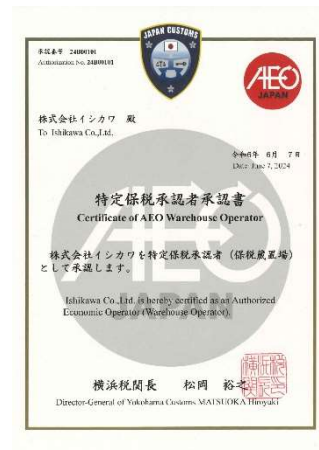 JAPAN CUSTOMS
承認番号 24B00101
Authorization No. 24B00101
AEO
JAPAN
株式会社イシカワ 殿
To Ishikawa Co.,Ltd.
令和6年 6月 7日
Date June 7, 2024
特定保税承認者承認書
Certificate of AEO Warehouse Operator
株式会社イシカワを特定保税承認者（保税蔵置場）
として承認します。
Ishikawa Co.,Ltd. is hereby certified as an Authorized
Economic Operator (Warehouse Operator).
JAPAN
横浜税関長 松岡 裕之
Director-General of Yokohama Customs MATSUOKA Hiroyuki